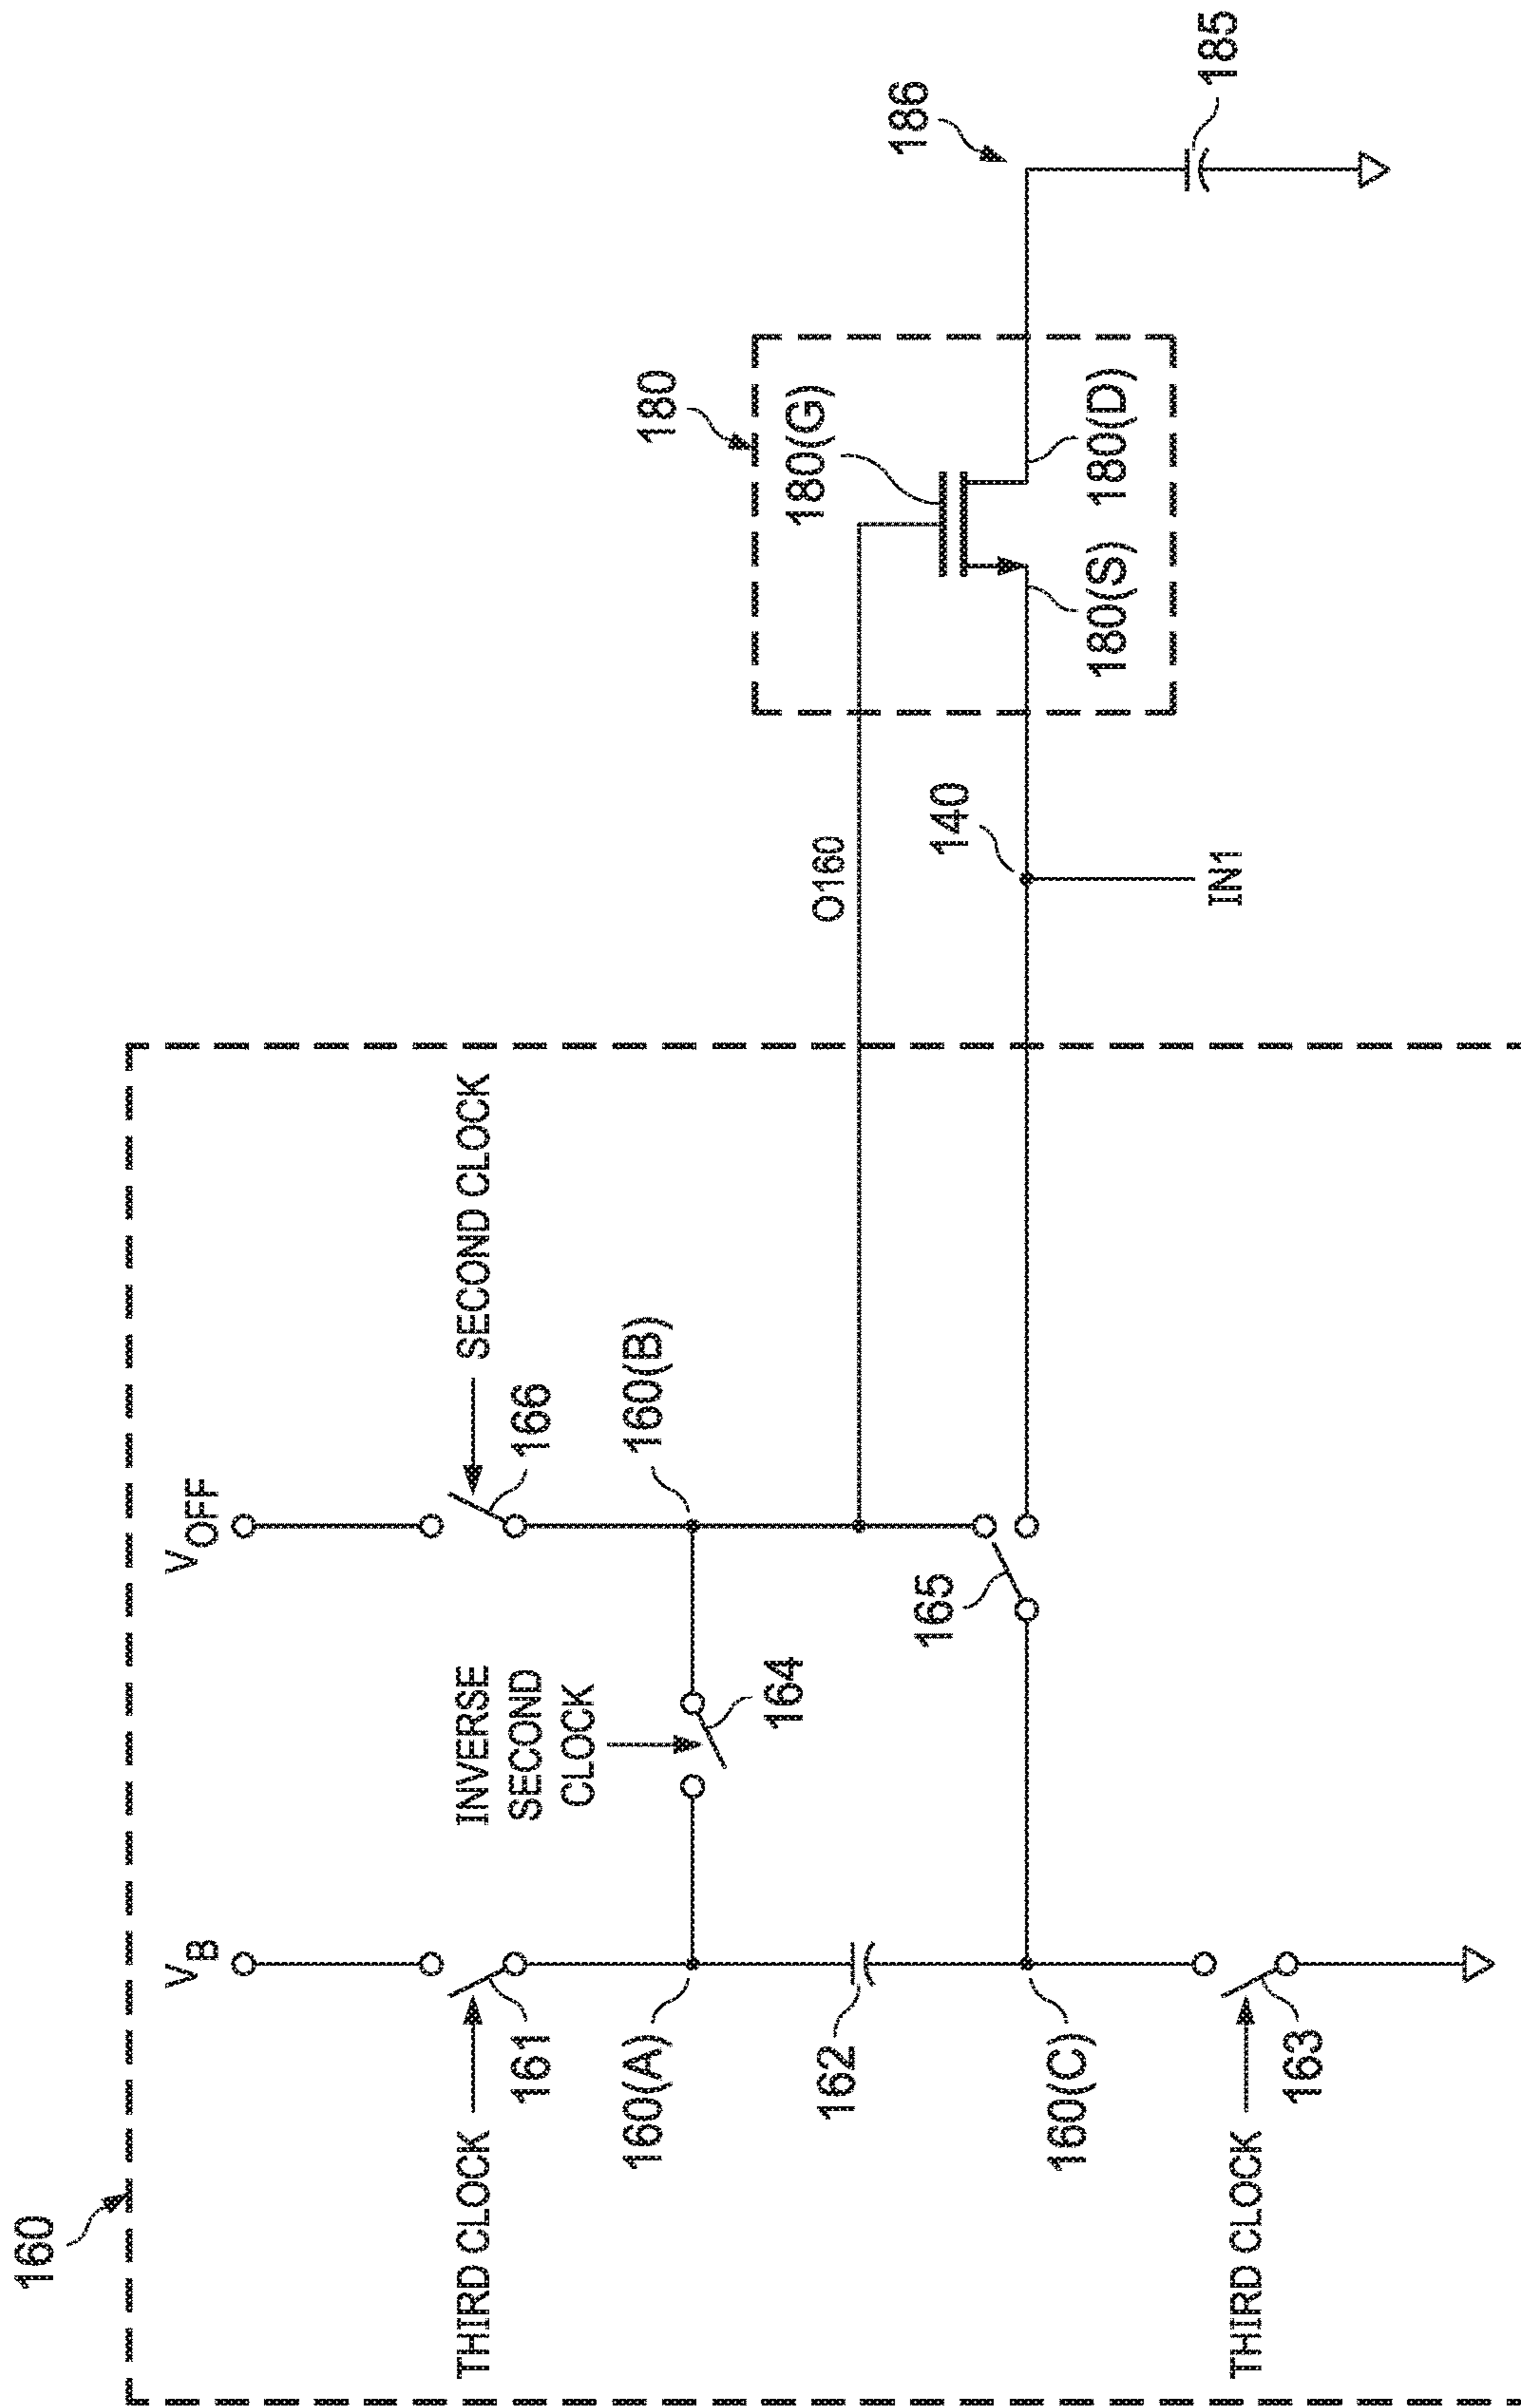 160
V_B
V_OFF
THIRD CLOCK
161
SECOND CLOCK
166
INVERSE
SECOND
CLOCK
164
160(A)
160(B)
180
180(G)
186
O160
162
165
140
160(C)
180(S)
180(D)
185
THIRD CLOCK
163
IN1